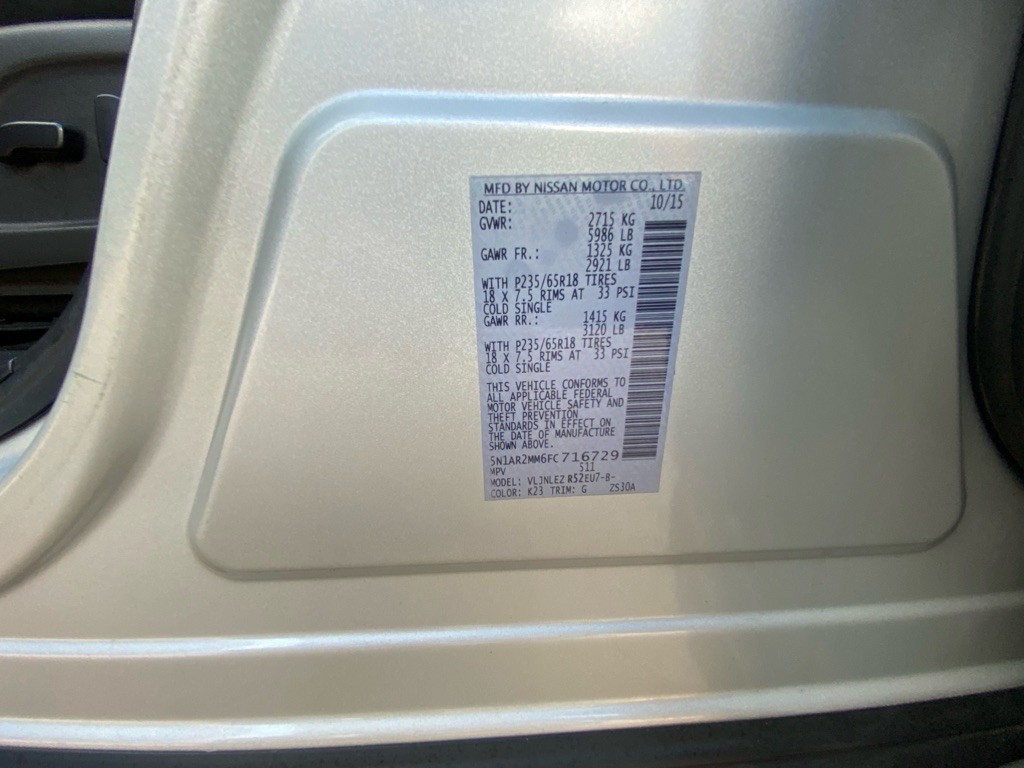 MFD BY NISSAN MOTOR CO., LTD.
DATE: 10/15
GVWR: 2715 KG
5986 LB
GAWR FR.: 1325 KG
2921 LB
WITH P235/65R18 TIRES
18 X 7.5 RIMS AT 33 PSI
COLD SINGLE
GAWR RR.: 1415 KG
3120 LB
WITH P235/65R18 TIRES
18 X 7.5 RIMS AT 33 PSI
COLD SINGLE
THIS VEHICLE CONFORMS TO
ALL APPLICABLE FEDERAL
MOTOR VEHICLE SAFETY AND
THEFT PREVENTION
STANDARDS IN EFFECT ON
THE DATE OF MANUFACTURE
SHOWN ABOVE.
5N1AR2MM6FC716729
MPV 511
MODEL: VLJNLEZ R52EU7-B-
COLOR: K23 TRIM: G ZS30A